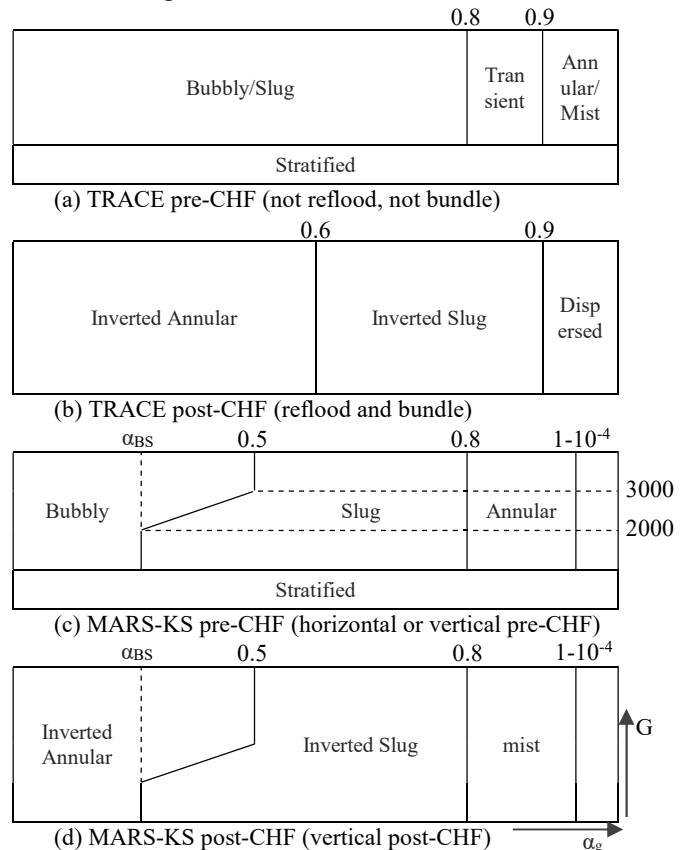 0.8 0.9
Bubbly/Slug
Tran
sient
Ann
ular/
Mist
Stratified
(a) TRACE pre-CHF (not reflood, not bundle)
0.6 0.9
Inverted Annular
Inverted Slug
Disp
ersed
(b) TRACE post-CHF (reflood and bundle)
αBS 0.5 0.8 1-10⁻⁴
3000
Bubbly
Slug
Annular
2000
Stratified
(c) MARS-KS pre-CHF (horizontal or vertical pre-CHF)
αBS 0.5 0.8 1-10⁻⁴
Inverted
Annular
Inverted Slug
mist
G
(d) MARS-KS post-CHF (vertical post-CHF)
αg